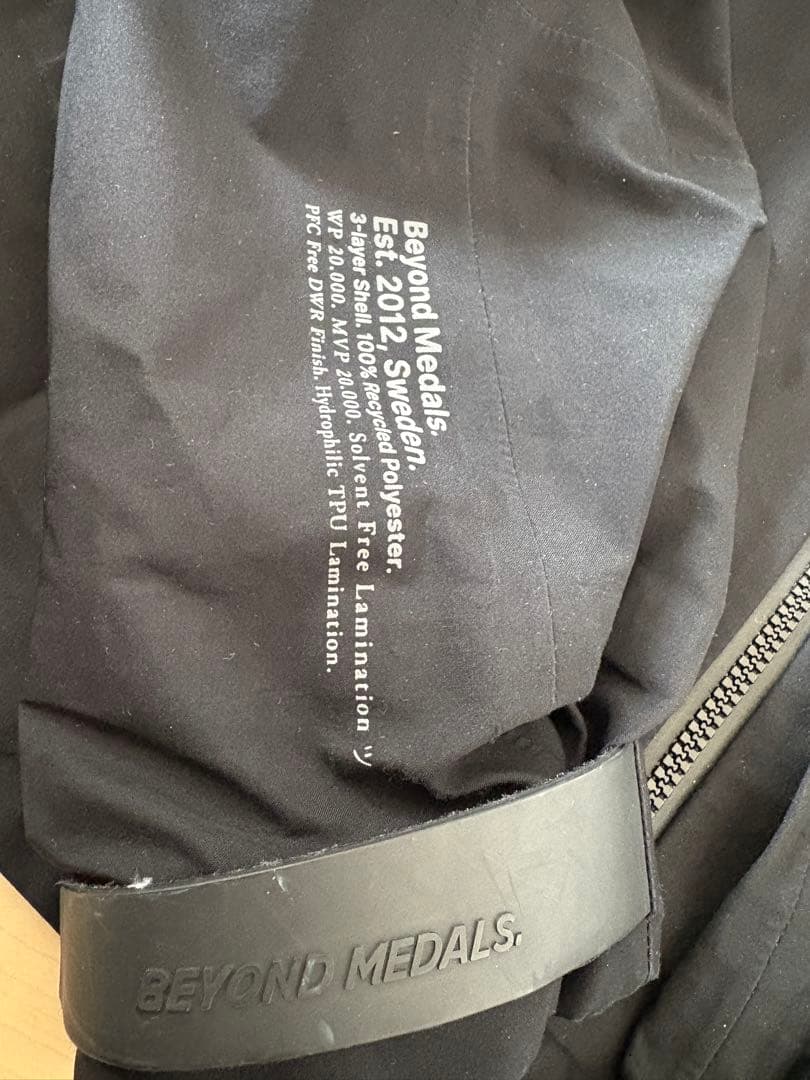 Beyond Medals.
Est. 2012, Sweden.
3-layer Shell. 100% Recycled Polyester.
WP 20.000. MVP 20.000. Solvent Free Lamination ツ
PFC Free DWR Finish. Hydrophilic TPU Lamination.
BEYOND MEDALS.